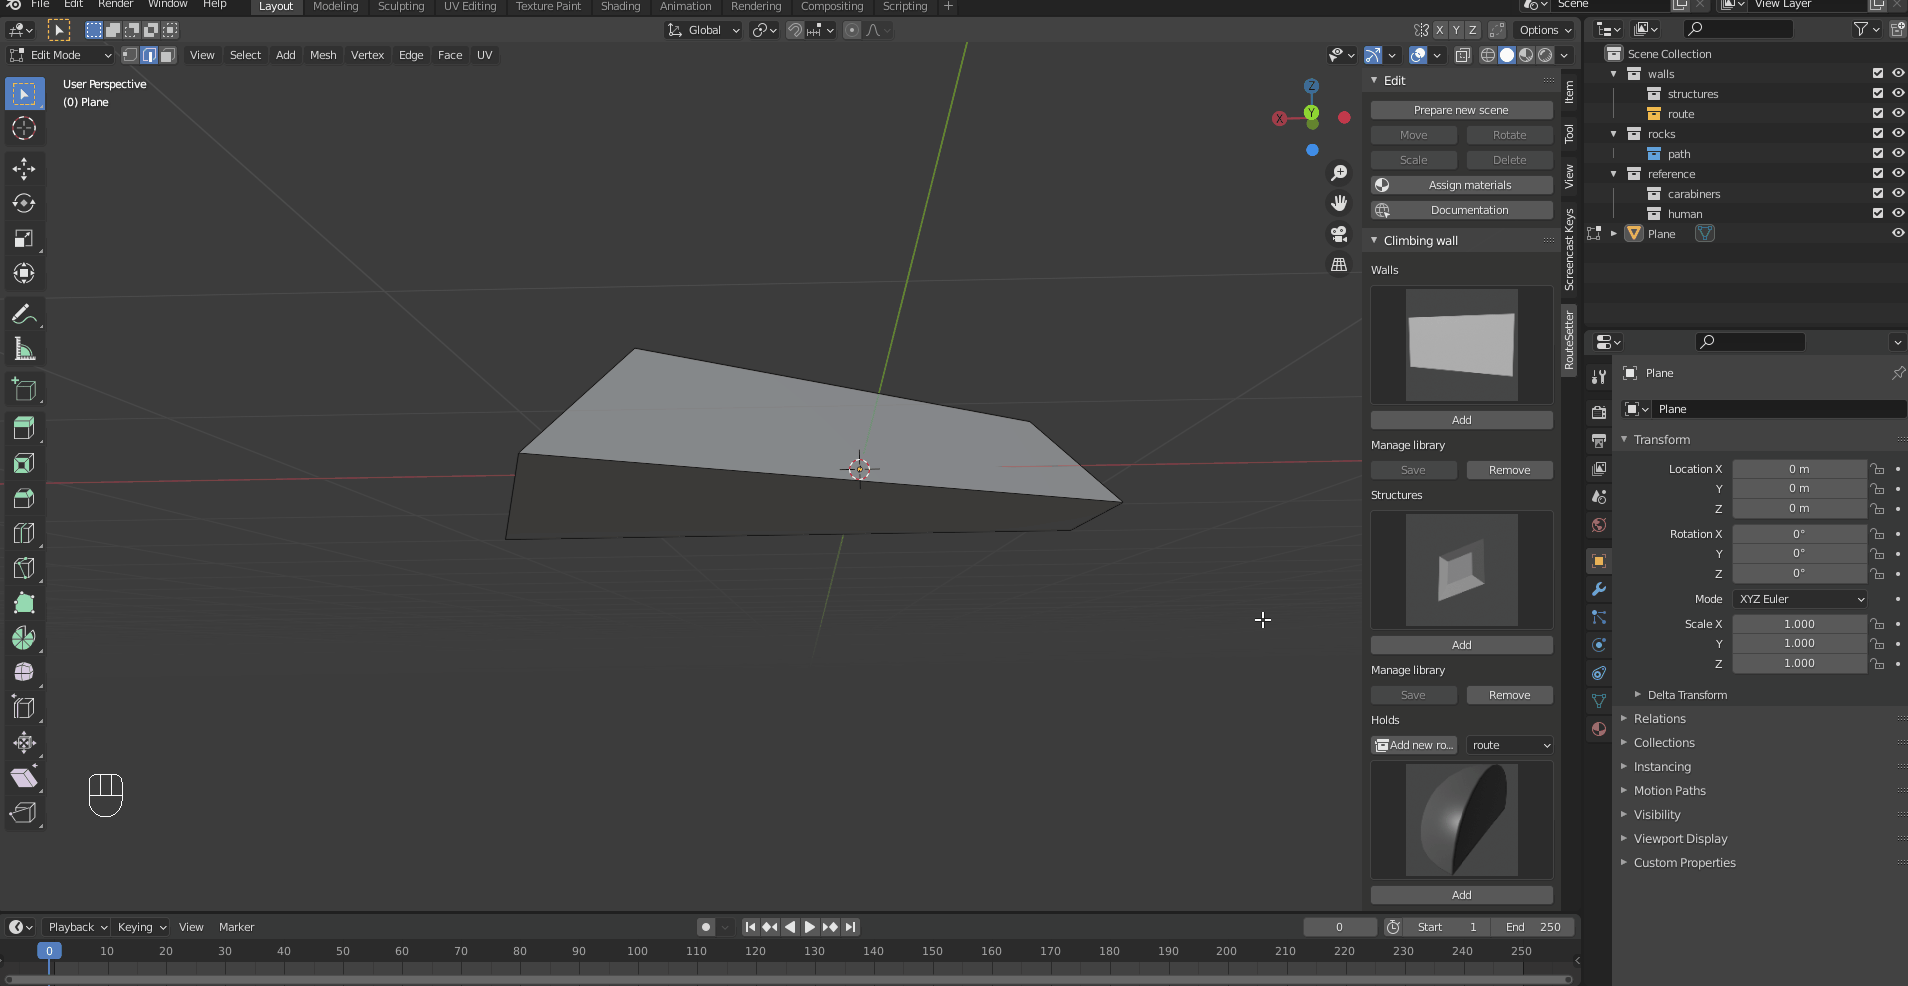 File Edit Render Window Help Layout Modeling Sculpting UV Editing Texture Paint Shading Animation Rendering Compositing Scripting + Scene View Layer
Global X Y Z Options
Edit Mode View Select Add Mesh Vertex Edge Face UV
User Perspective
(0) Plane
Z
Y
X
Edit
Prepare new scene
Move Rotate
Scale Delete
Assign materials
Documentation
Climbing wall
Walls
Add
Manage library
Save Remove
Structures
Add
Manage library
Save Remove
Holds
Add new ro... route
Add
Item
Tool
View
Screencast Keys
RouteSetter
Scene Collection
walls
structures
route
rocks
path
reference
carabiners
human
Plane
Plane
Plane
Transform
Location X 0 m
Y 0 m
Z 0 m
Rotation X 0°
Y 0°
Z 0°
Mode XYZ Euler
Scale X 1.000
Y 1.000
Z 1.000
Delta Transform
Relations
Collections
Instancing
Motion Paths
Visibility
Viewport Display
Custom Properties
Playback Keying View Marker 0 Start 1 End 250
0 10 20 30 40 50 60 70 80 90 100 110 120 130 140 150 160 170 180 190 200 210 220 230 240 250